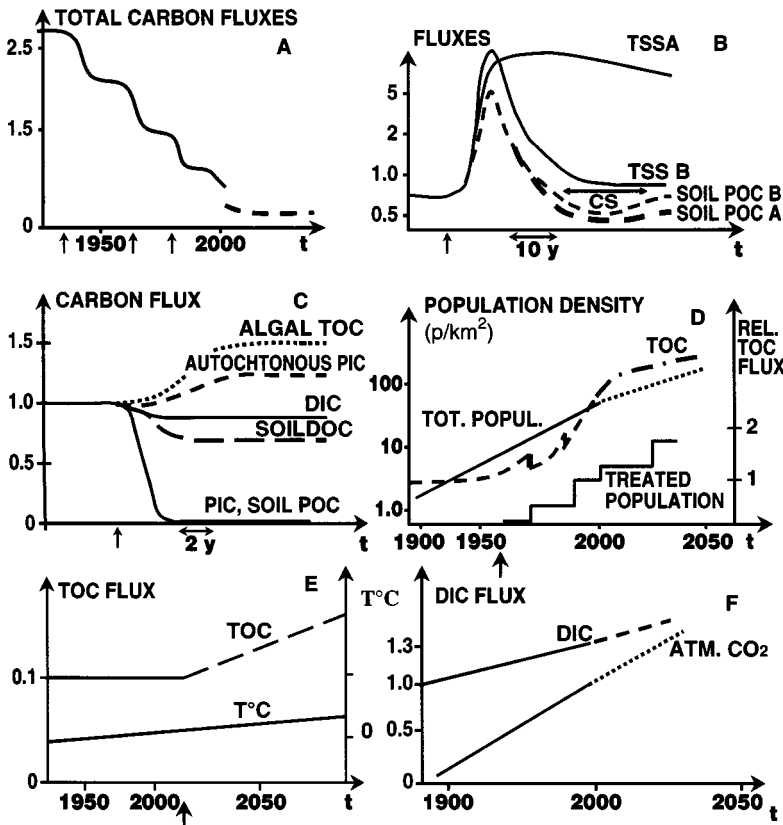 TOTAL CARBON FLUXES
A
2.5
1.5
0
1950
2000
t
FLUXES
TSSA
B
5
2
1.0
0.5
TSS B
CS
SOIL POC B
SOIL POC A
10 y
t
CARBON FLUX
C
1.5
1.0
0.5
0
ALGAL TOC
AUTOCHTONOUS PIC
DIC
SOILDOC
PIC, SOIL POC
2 y
t
POPULATION DENSITY
(p/km2)
D
REL.
TOC
FLUX
TOC
100
10
1.0
TOT. POPUL.
2
1
TREATED
POPULATION
1900
1950
2000
2050
t
TOC FLUX
E
T°C
TOC
0.1
T°C
0
0
1950
2000
2050
t
DIC FLUX
F
DIC
ATM. CO2
1.3
1.0
0.5
0
1900
2000
2050
t